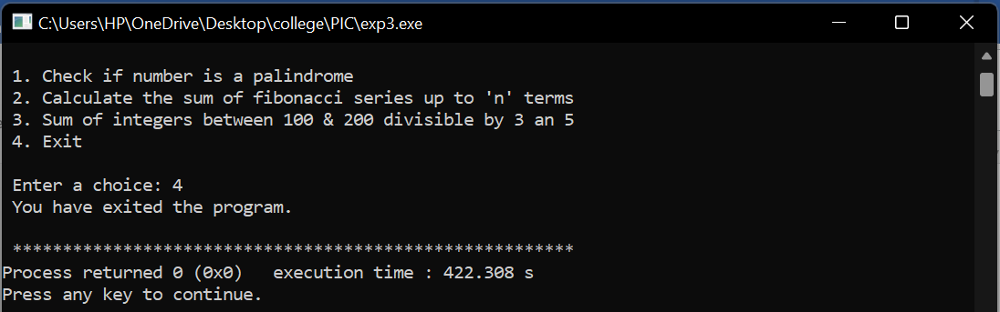 C:\Users\HP\OneDrive\Desktop\college\PIC\exp3.exe
1. Check if number is a palindrome
2. Calculate the sum of fibonacci series up to 'n' terms
3. Sum of integers between 100 & 200 divisible by 3 an 5
4. Exit
Enter a choice: 4
You have exited the program.
********************************************************
Process returned 0 (0x0)   execution time : 422.308 s
Press any key to continue.